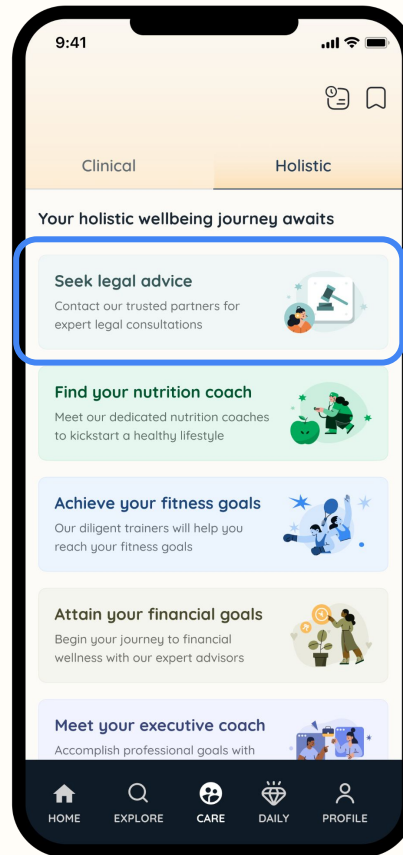 9:41
Clinical
Holistic
Your holistic wellbeing journey awaits
Seek legal advice
Contact our trusted partners for
expert legal consultations
Find your nutrition coach
Meet our dedicated nutrition coaches
to kickstart a healthy lifestyle
Achieve your fitness goals
Our diligent trainers will help you
reach your fitness goals
Attain your financial goals
Begin your journey to financial
wellness with our expert advisors
Meet your executive coach
Accomplish professional goals with
HOME
EXPLORE
CARE
DAILY
PROFILE